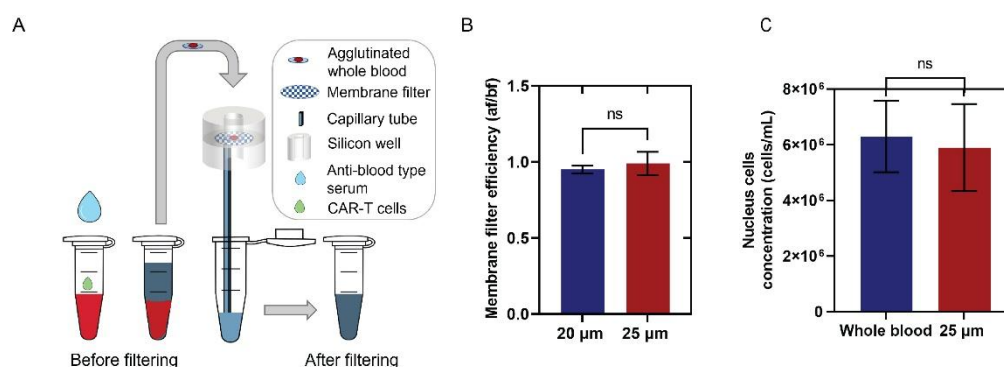 A
Agglutinated
whole blood
Membrane filter
Capillary tube
Silicon well
Anti-blood type
serum
CAR-T cells
Before filtering
After filtering
B
Membrane filter efficiency (af/bf)
1.5
1.0
0.5
0.0
ns
20 µm
25 µm
C
Nucleus cells
concentration (cells/mL)
8×10⁶
6×10⁶
4×10⁶
2×10⁶
0
ns
Whole blood
25 µm